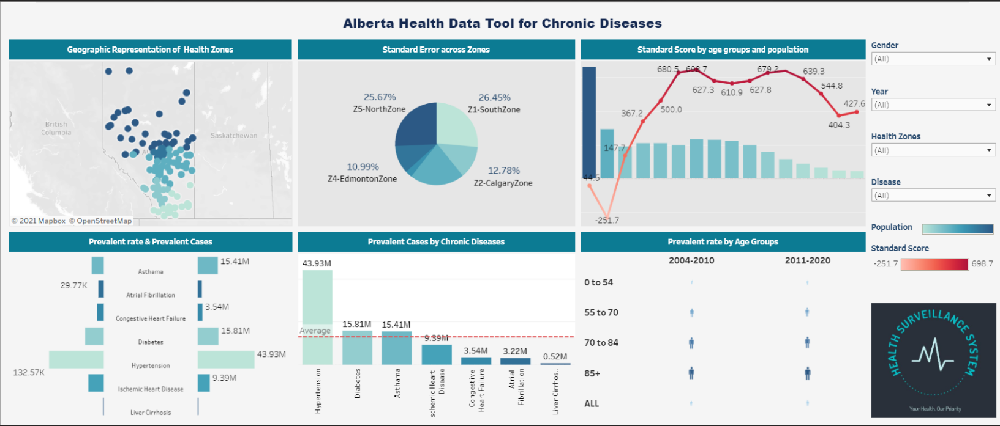 Alberta Health Data Tool for Chronic Diseases
Geographic Representation of Health Zones
British
Columbia
Saskatchewan
© 2021 Mapbox © OpenStreetMap
Standard Error across Zones
25.67%
Z5-NorthZone
26.45%
Z1-SouthZone
10.99%
Z4-EdmontonZone
12.78%
Z2-CalgaryZone
Standard Score by age groups and population
680.5
698.7
679.2
639.3
627.3
610.9
627.8
544.8
367.2
500.0
427.6
404.3
147.7
-44.5
-251.7
Gender
(All)
Year
(All)
Health Zones
(All)
Disease
(All)
Population
Standard Score
-251.7
698.7
Prevalent rate & Prevalent Cases
Asthama
15.41M
29.77K
Atrial Fibrillation
Congestive Heart Failure
3.54M
Diabetes
15.81M
Hypertension
43.93M
132.57K
Ischemic Heart Disease
9.39M
Liver Cirrhosis
Prevalent Cases by Chronic Diseases
43.93M
15.81M
15.41M
Average
9.39M
3.54M
3.22M
0.52M
Hypertension
Diabetes
Asthama
schemic Heart
Disease
Congestive
Heart Failure
Atrial
Fibrillation
Liver Cirrhos..
Prevalent rate by Age Groups
2004-2010
2011-2020
0 to 54
55 to 70
70 to 84
85+
ALL
HEALTH SURVEILLANCE SYSTEM
Your Health. Our Priority